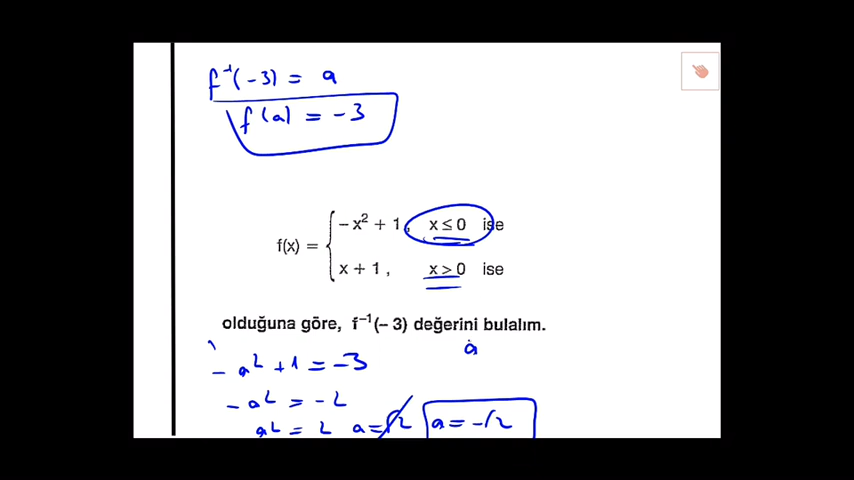 f⁻¹(-3) = a
f(a) = -3
f(x) = { -x² + 1, x ≤ 0 ise
x + 1, x > 0 ise
olduğuna göre, f⁻¹(-3) değerini bulalım.
a
-a² + 1 = -3
-a² = -2
a² = 2 a = √2 a = -√2